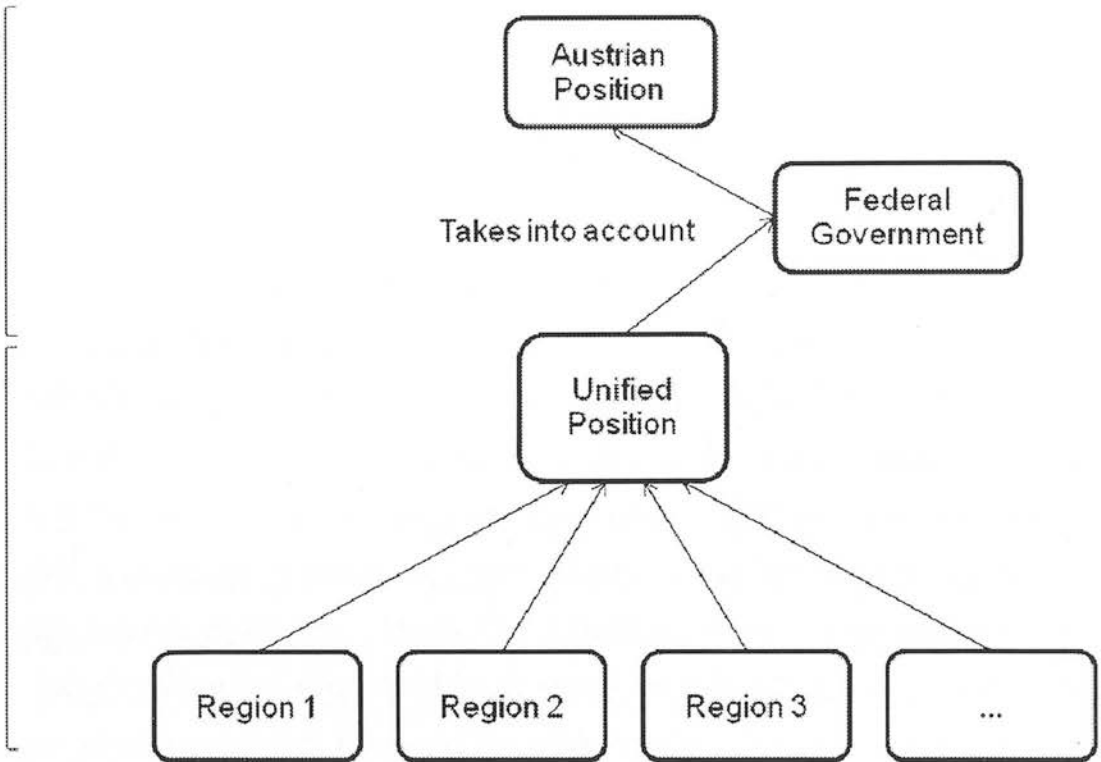 Austrian
Position
Federal
Government
Takes into account
Unified
Position
Region 1
Region 2
Region 3
...